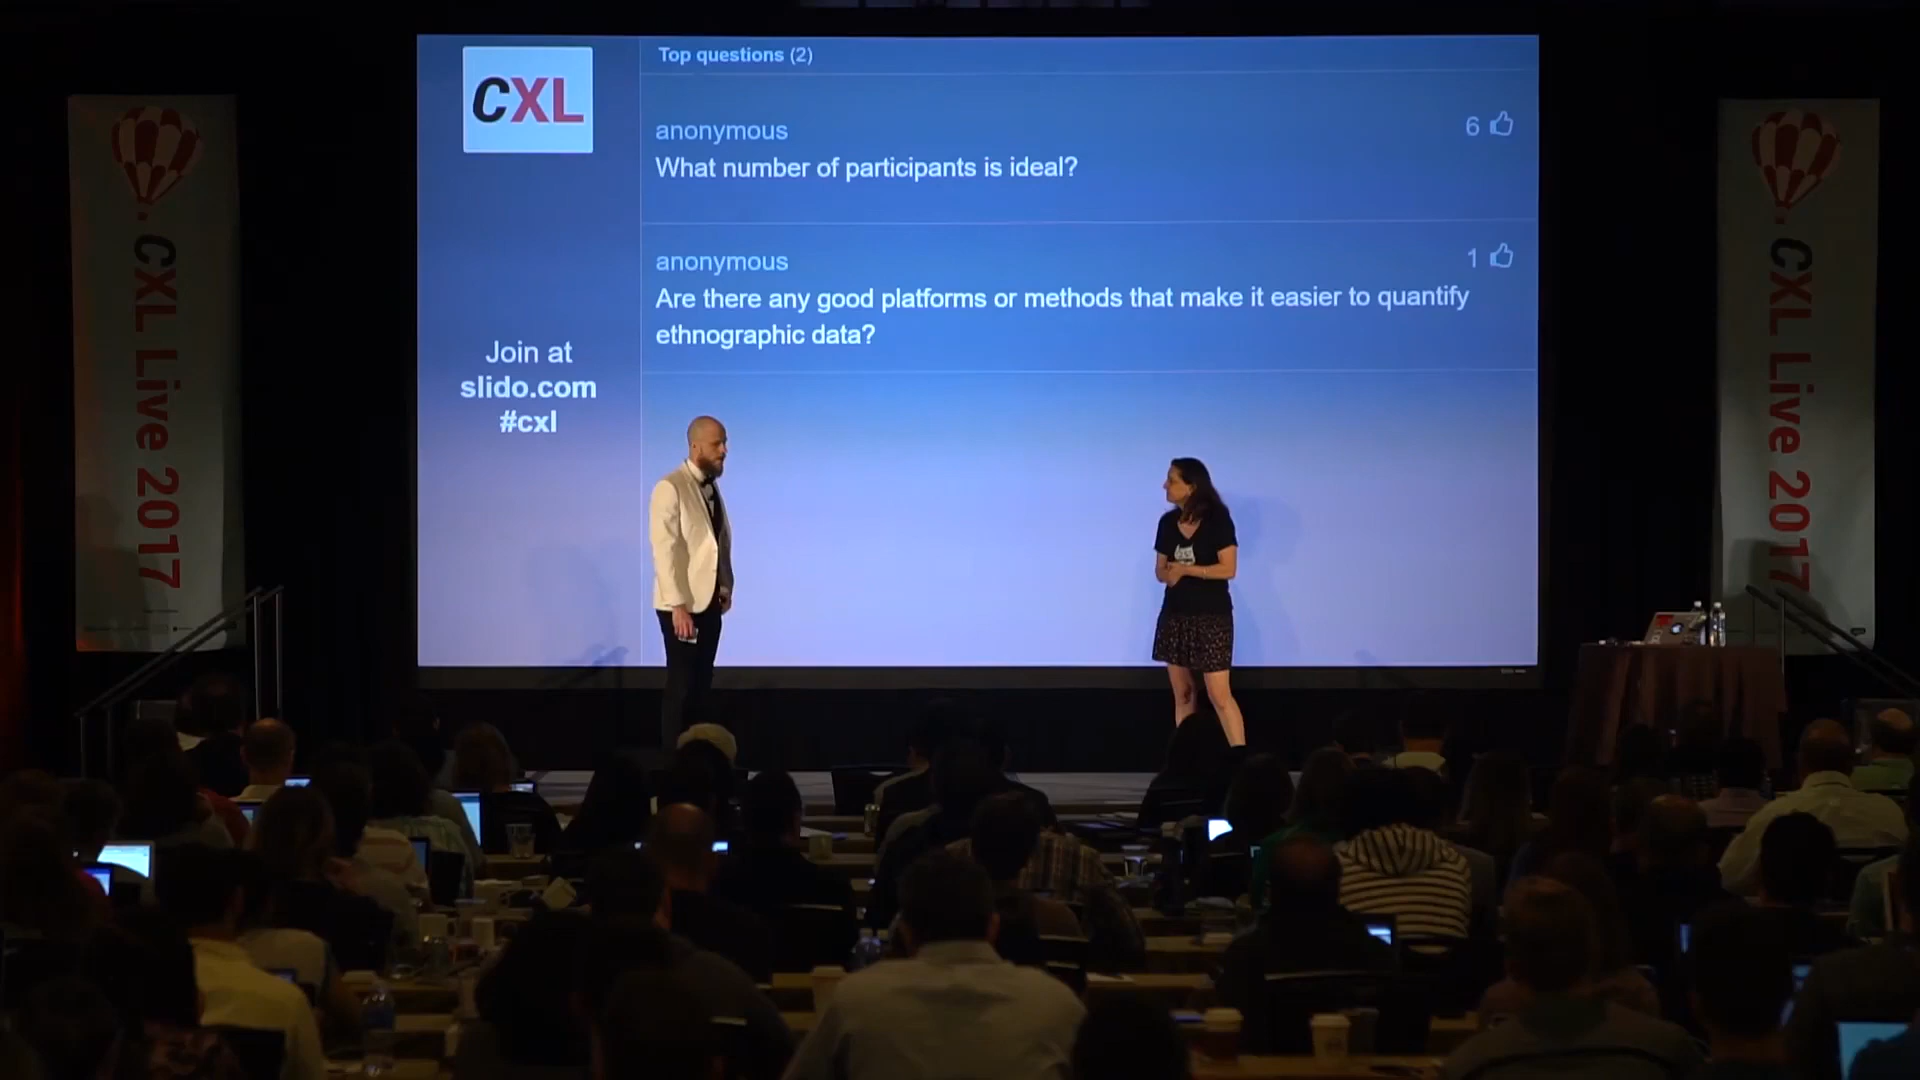 CXL
Top questions (2)
anonymous
6
What number of participants is ideal?
anonymous
1
Are there any good platforms or methods that make it easier to quantify
ethnographic data?
Join at
slido.com
#cxl
CXL Live 2017
CXL Live 2017